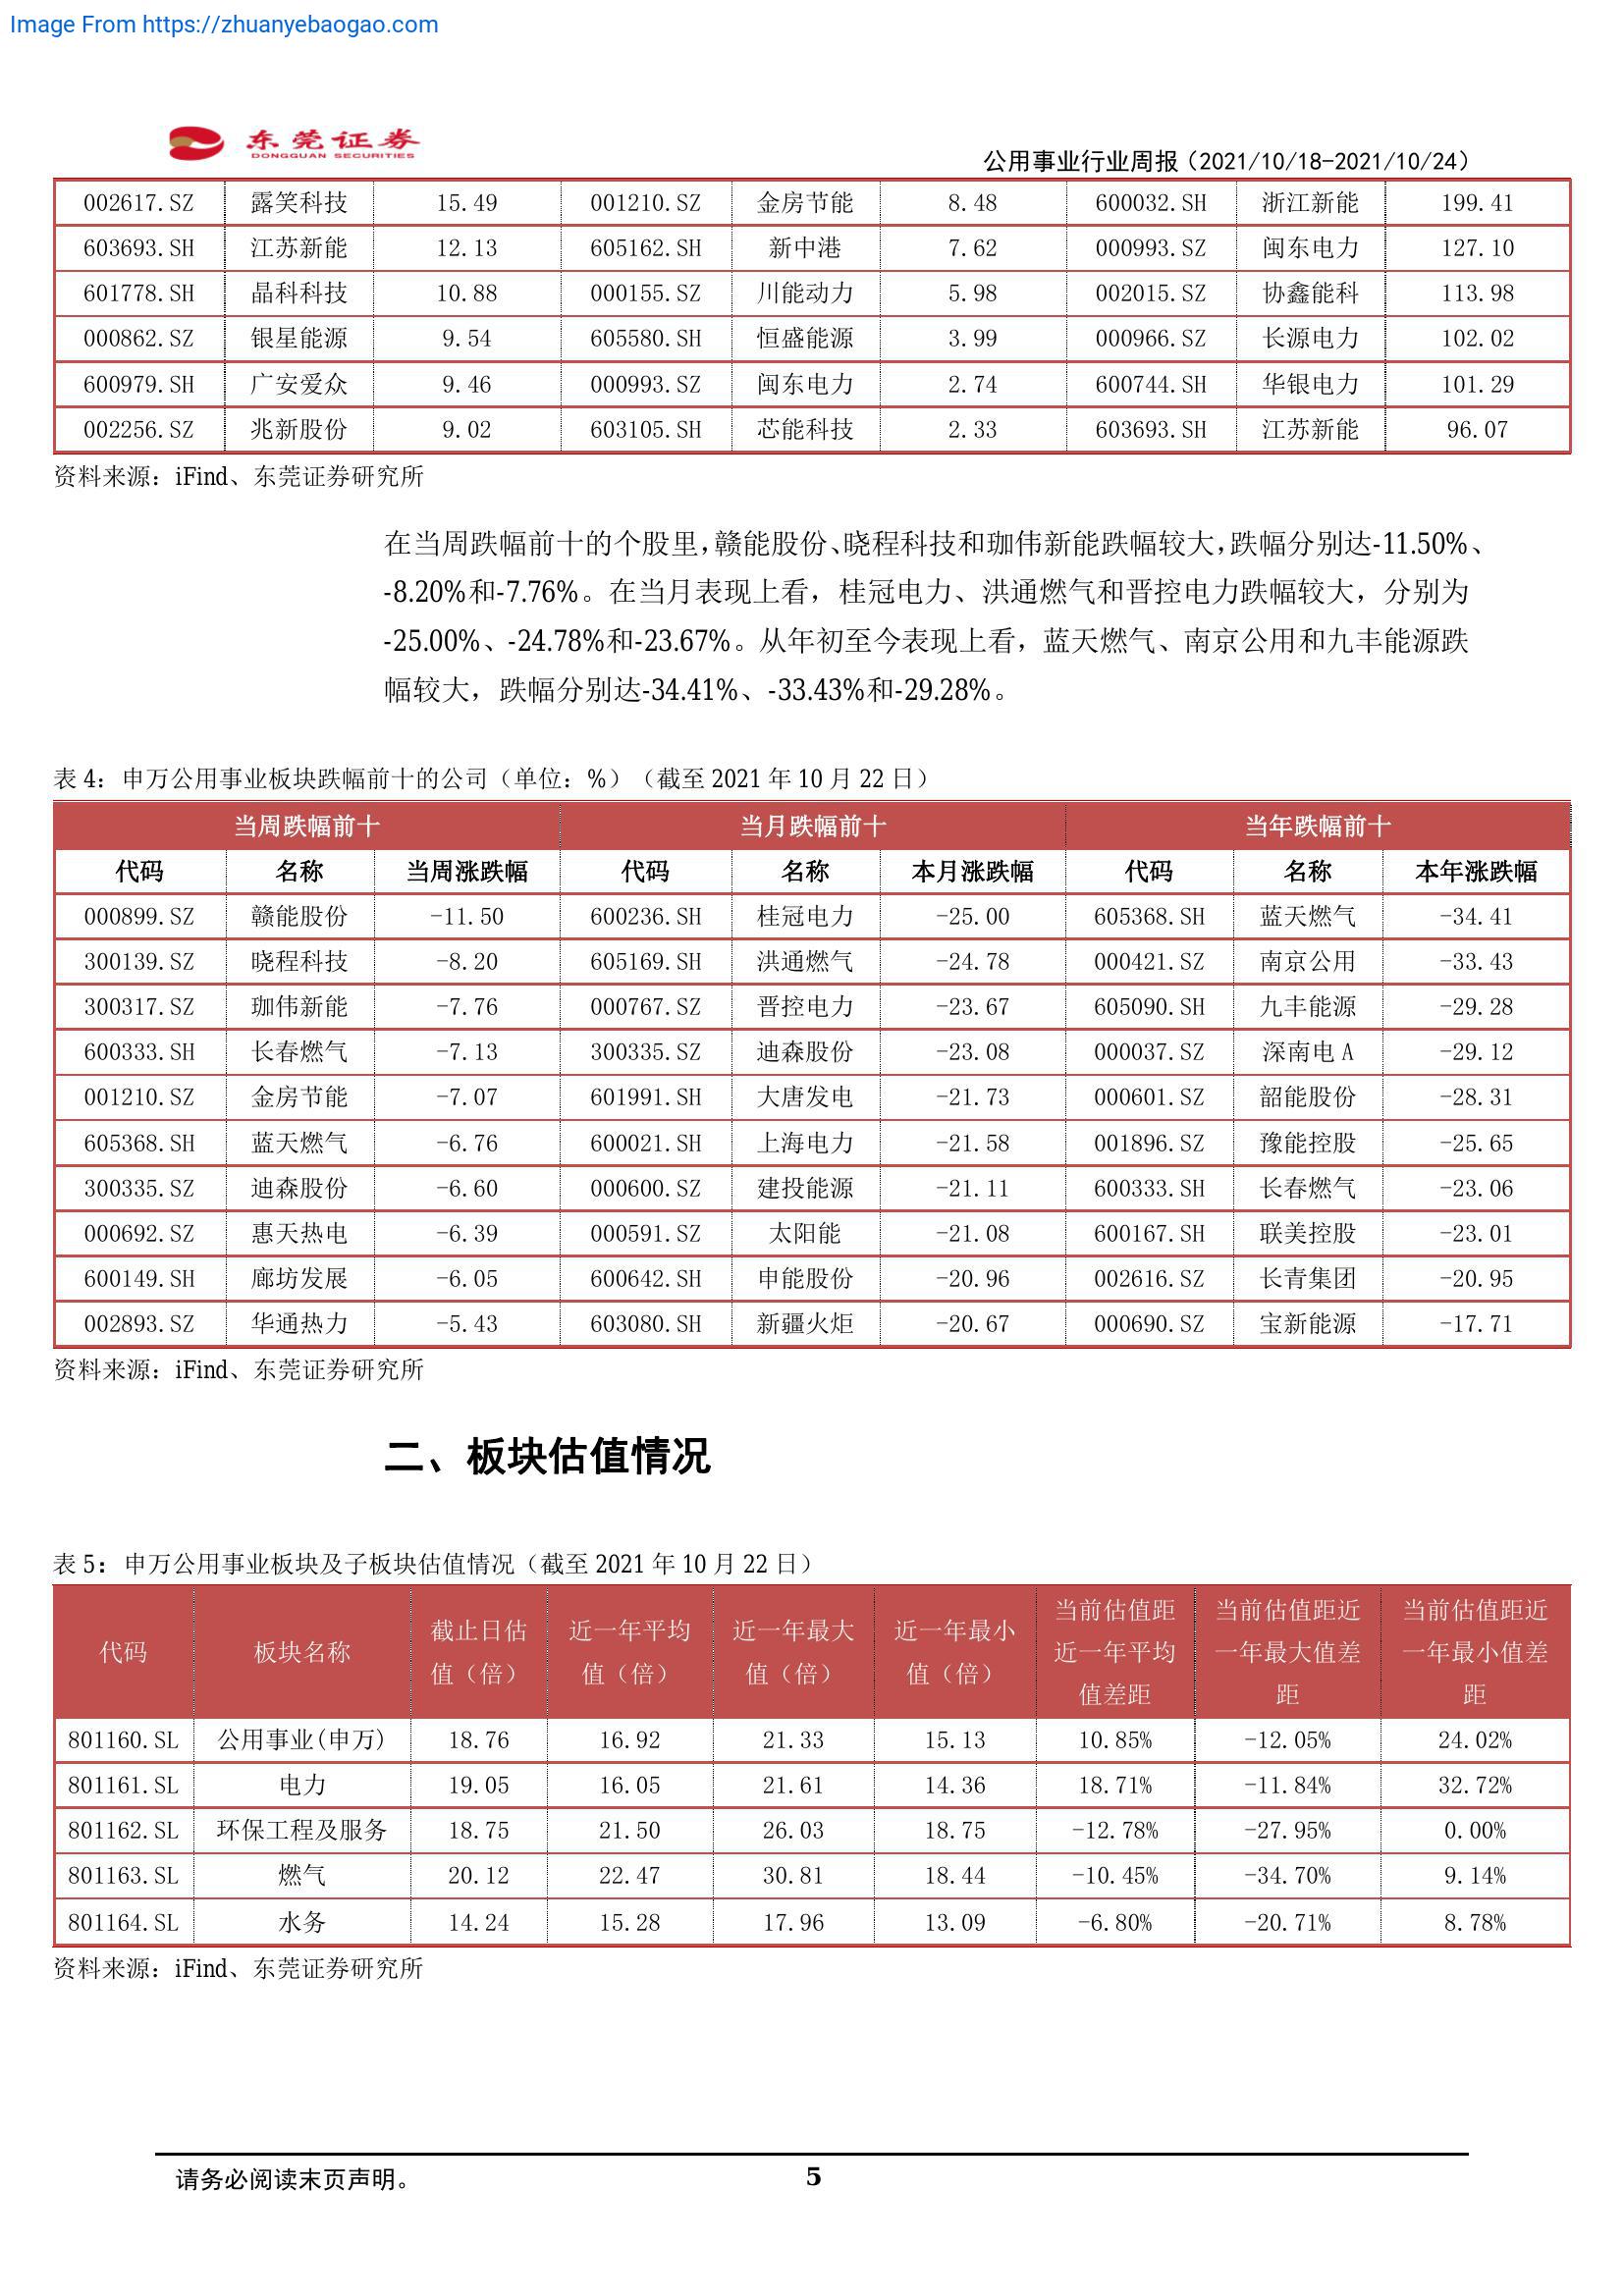 Image From https://zhuanyebaogao.com
东莞证券
DONGGUAN SECURITIES
公用事业行业周报（2021/10/18-2021/10/24）
002617.SZ 露笑科技 15.49 001210.SZ 金房节能 8.48 600032.SH 浙江新能 199.41
603693.SH 江苏新能 12.13 605162.SH 新中港 7.62 000993.SZ 闽东电力 127.10
601778.SH 晶科科技 10.88 000155.SZ 川能动力 5.98 002015.SZ 协鑫能科 113.98
000862.SZ 银星能源 9.54 605580.SH 恒盛能源 3.99 000966.SZ 长源电力 102.02
600979.SH 广安爱众 9.46 000993.SZ 闽东电力 2.74 600744.SH 华银电力 101.29
002256.SZ 兆新股份 9.02 603105.SH 芯能科技 2.33 603693.SH 江苏新能 96.07
资料来源：iFind、东莞证券研究所
在当周跌幅前十的个股里，赣能股份、晓程科技和珈伟新能跌幅较大，跌幅分别达-11.50%、
-8.20%和-7.76%。在当月表现上看，桂冠电力、洪通燃气和晋控电力跌幅较大，分别为
-25.00%、-24.78%和-23.67%。从年初至今表现上看，蓝天燃气、南京公用和九丰能源跌
幅较大，跌幅分别达-34.41%、-33.43%和-29.28%。
表 4：申万公用事业板块跌幅前十的公司（单位：%）（截至 2021 年 10 月 22 日）
当周跌幅前十 当月跌幅前十 当年跌幅前十
代码 名称 当周涨跌幅 代码 名称 本月涨跌幅 代码 名称 本年涨跌幅
000899.SZ 赣能股份 -11.50 600236.SH 桂冠电力 -25.00 605368.SH 蓝天燃气 -34.41
300139.SZ 晓程科技 -8.20 605169.SH 洪通燃气 -24.78 000421.SZ 南京公用 -33.43
300317.SZ 珈伟新能 -7.76 000767.SZ 晋控电力 -23.67 605090.SH 九丰能源 -29.28
600333.SH 长春燃气 -7.13 300335.SZ 迪森股份 -23.08 000037.SZ 深南电 A -29.12
001210.SZ 金房节能 -7.07 601991.SH 大唐发电 -21.73 000601.SZ 韶能股份 -28.31
605368.SH 蓝天燃气 -6.76 600021.SH 上海电力 -21.58 001896.SZ 豫能控股 -25.65
300335.SZ 迪森股份 -6.60 000600.SZ 建投能源 -21.11 600333.SH 长春燃气 -23.06
000692.SZ 惠天热电 -6.39 000591.SZ 太阳能 -21.08 600167.SH 联美控股 -23.01
600149.SH 廊坊发展 -6.05 600642.SH 申能股份 -20.96 002616.SZ 长青集团 -20.95
002893.SZ 华通热力 -5.43 603080.SH 新疆火炬 -20.67 000690.SZ 宝新能源 -17.71
资料来源：iFind、东莞证券研究所
二、板块估值情况
表 5：申万公用事业板块及子板块估值情况（截至 2021 年 10 月 22 日）
代码 板块名称 截止日估值（倍） 近一年平均值（倍） 近一年最大值（倍） 近一年最小值（倍） 当前估值距近一年平均值差距 当前估值距近一年最大值差距 当前估值距近一年最小值差距
801160.SL 公用事业(申万) 18.76 16.92 21.33 15.13 10.85% -12.05% 24.02%
801161.SL 电力 19.05 16.05 21.61 14.36 18.71% -11.84% 32.72%
801162.SL 环保工程及服务 18.75 21.50 26.03 18.75 -12.78% -27.95% 0.00%
801163.SL 燃气 20.12 22.47 30.81 18.44 -10.45% -34.70% 9.14%
801164.SL 水务 14.24 15.28 17.96 13.09 -6.80% -20.71% 8.78%
资料来源：iFind、东莞证券研究所
请务必阅读末页声明。
5